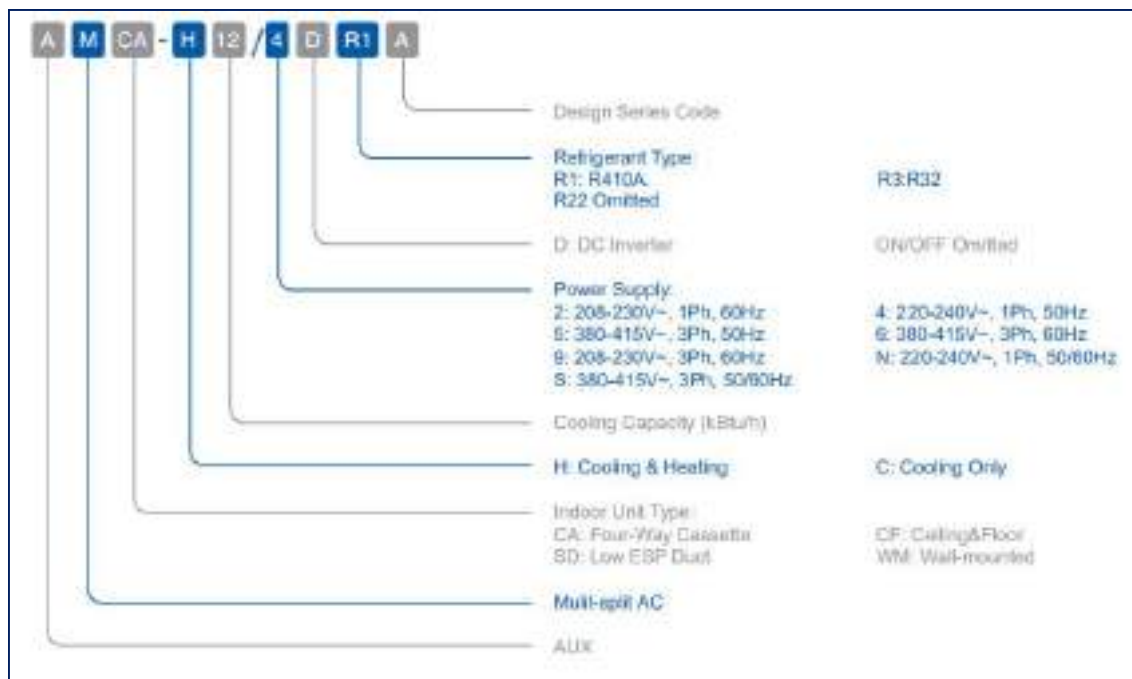 A M CA - H 12 / 4 D R1 A
Design Series Code
Refrigerant Type
R1: R410A. R3:R32
R22 Omitted
D: DC Inverter ON/OFF Omitted
Power Supply:
2: 208-230V~, 1Ph, 60Hz 4: 220-240V~, 1Ph, 50Hz
5: 380-415V~, 3Ph, 50Hz 6: 380-415V~, 3Ph, 60Hz
9: 208-230V~, 3Ph, 60Hz N: 220-240V~, 1Ph, 50/60Hz
S: 380-415V~, 3Ph, 50/60Hz
Cooling Capacity (kBtu/h)
H: Cooling & Heating C: Cooling Only
Indoor Unit Type:
CA: Four-Way Cassette CF: Ceiling&Floor
SD: Low ESP Duct WM: Wall-mounted
Mulit-split AC
AUX